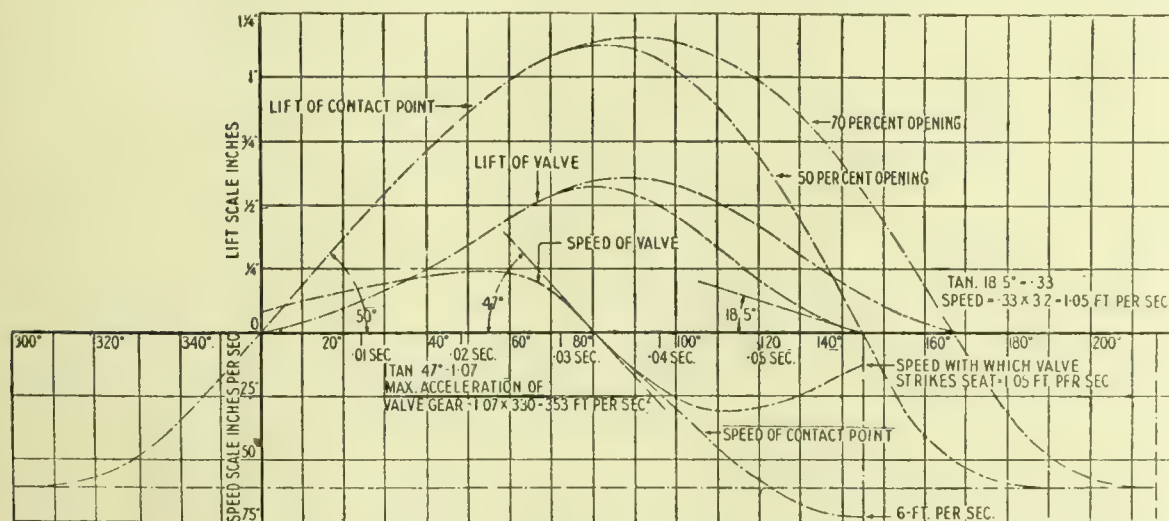 1¼"
1"
¾"
½"
¼"
0
LIFT SCALE INCHES
SPEED SCALE INCHES PER SEC.
25
50
75"
LIFT OF CONTACT POINT
LIFT OF VALVE
SPEED OF VALVE
70 PERCENT OPENING
50 PERCENT OPENING
50°
47°
18.5°
TAN. 18 5° = ·33
SPEED = ·33 x 3.2 = 1·05 FT PER SEC
300° 320° 340° 20° 40° 60° 80° 100° 120° 140° 160° 180° 200°
·01 SEC. ·02 SEC. ·03 SEC. ·04 SEC. ·05 SEC.
TAN 47° = 1·07
MAX. ACCELERATION OF
VALVE GEAR = 1·07 x 330 = 353 FT PER SEC.
SPEED WITH WHICH VALVE
STRIKES SEAT = 1·05 FT PER SEC
SPEED OF CONTACT POINT
6-FT. PER SEC.